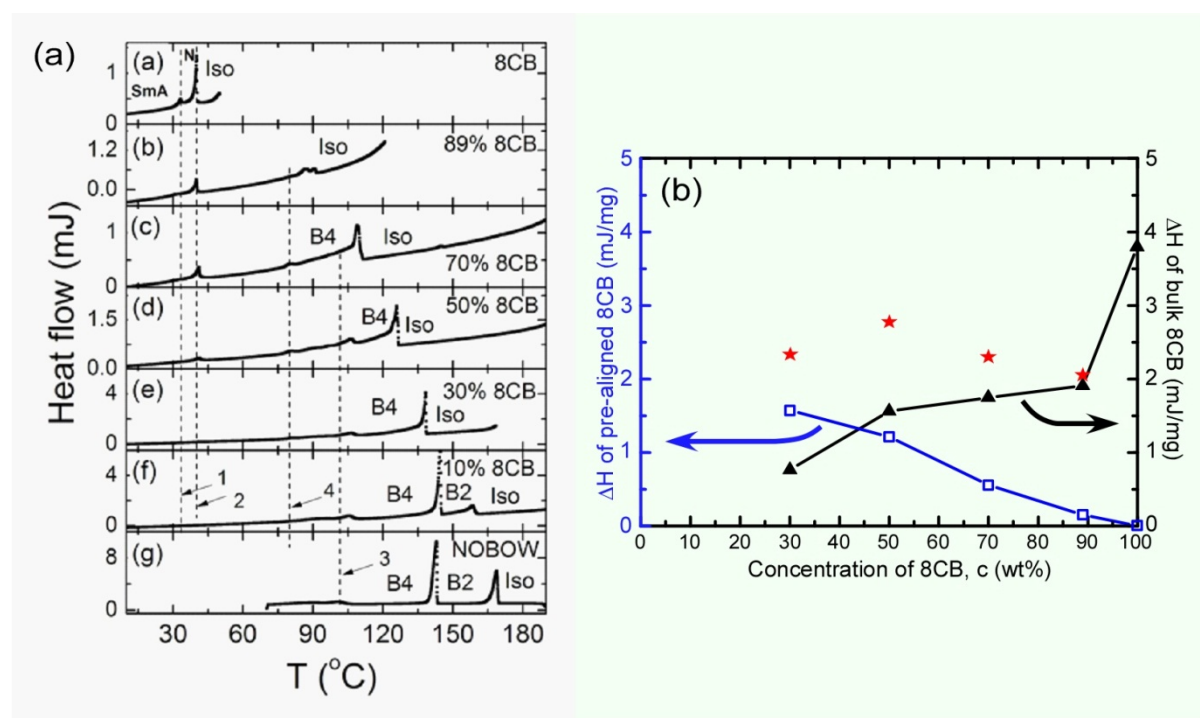 (a)
(a)
N
Iso
8CB
SmA
1
0
(b)
Iso
89% 8CB
1.2
0.0
(c)
B4
Iso
70% 8CB
1
0
(d)
50% 8CB
B4
Iso
1.5
0.0
(e)
30% 8CB
B4
Iso
4
0
(f)
10% 8CB
1
2
4
B4
B2
Iso
4
0
(g)
NOBOW
3
B4
B2
Iso
8
0
Heat flow (mJ)
30 60 90 120 150 180
T (°C)
(b)
5
4
3
2
1
0
ΔH of pre-aligned 8CB (mJ/mg)
5
4
3
2
1
0
ΔH of bulk 8CB
(mJ/mg)
0 10 20 30 40 50 60 70 80 90 100
Concentration of 8CB, c (wt%)